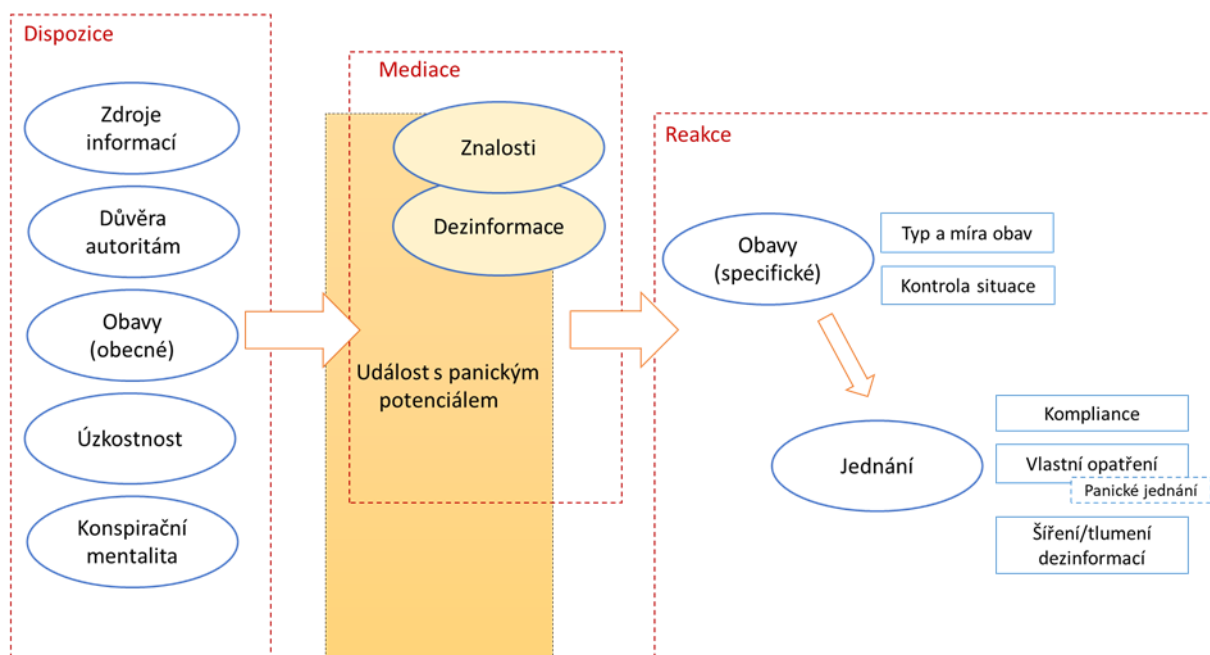 Dispozice
Zdroje
informací
Důvěra
autoritám
Obavy
(obecné)
Úzkostnost
Konspirační
mentalita
Mediace
Znalosti
Dezinformace
Událost s panickým
potenciálem
Reakce
Obavy
(specifické)
Typ a míra obav
Kontrola situace
Jednání
Kompliance
Vlastní opatření
Panické jednání
Šíření/tlumení
dezinformací